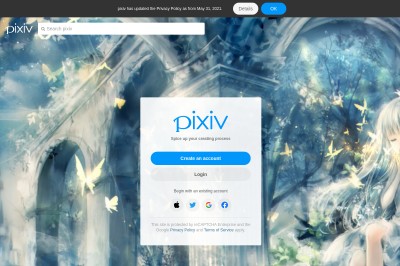 pixiv has updated the Privacy Policy as from May 31, 2021.
Details
OK
pixiv
Search pixiv
pixiv
Spice up your creating process
Create an account
Login
Begin with an existing account
This site is protected by reCAPTCHA Enterprise and the
Google Privacy Policy and Terms of Service apply.